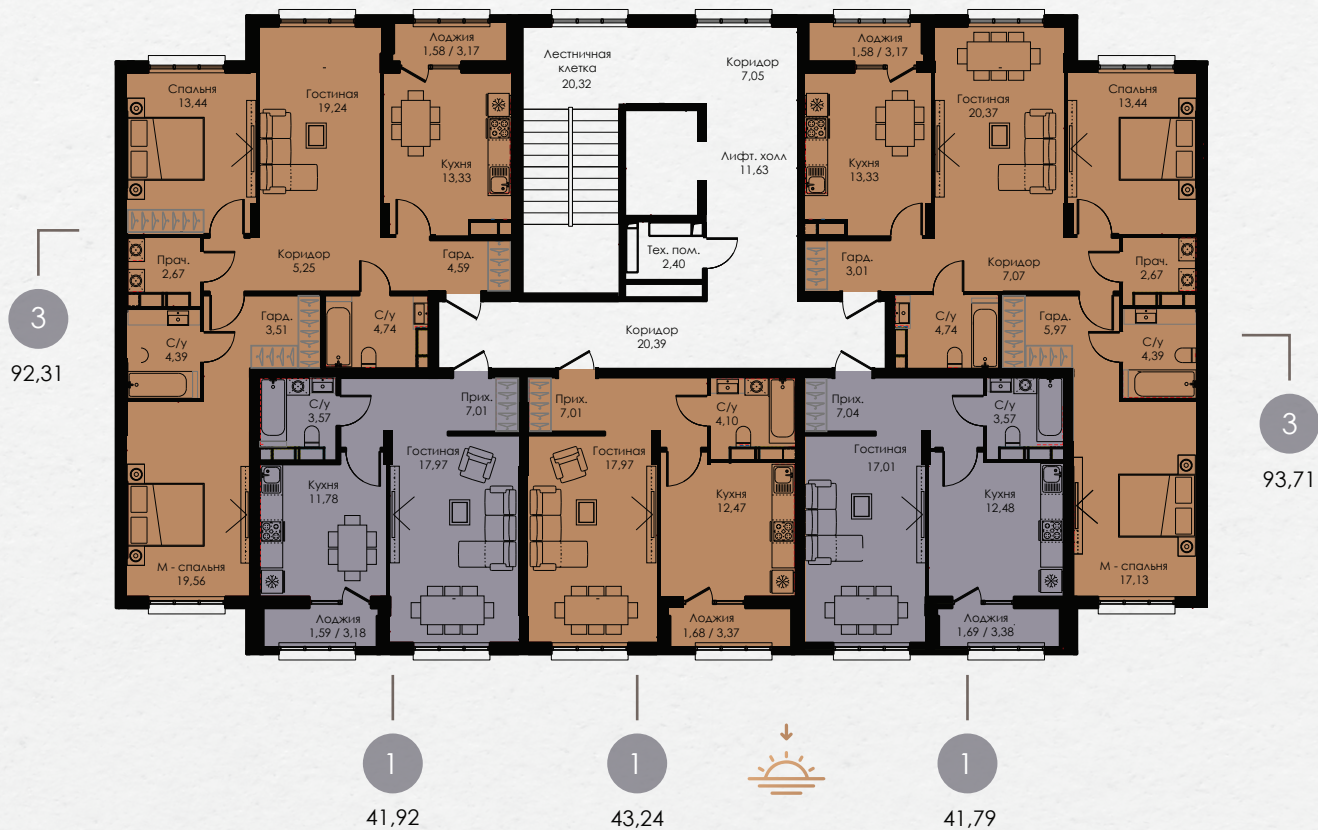 Лоджия
1,58 / 3,17
Лестничная
клетка
20,32
Коридор
7,05
Лоджия
1,58 / 3,17
Спальня
13,44
Гостиная
19,24
Кухня
13,33
Лифт. холл
11,63
Кухня
13,33
Гостиная
20,37
Спальня
13,44
Прач.
2,67
Коридор
5,25
Гард.
4,59
Тех. пом.
2,40
Гард.
3,01
Коридор
7,07
Прач.
2,67
3
92,31
С/у
4,39
Гард.
3,51
С/у
4,74
Коридор
20,39
С/у
4,74
Гард.
5,97
С/у
4,39
3
93,71
С/у
3,57
Прих.
7,01
Прих.
7,01
С/у
4,10
Прих.
7,04
С/у
3,57
Кухня
11,78
Гостиная
17,97
Гостиная
17,97
Кухня
12,47
Гостиная
17,01
Кухня
12,48
М - спальня
19,56
М - спальня
17,13
Лоджия
1,59 / 3,18
Лоджия
1,68 / 3,37
Лоджия
1,69 / 3,38
1
41,92
1
43,24
1
41,79